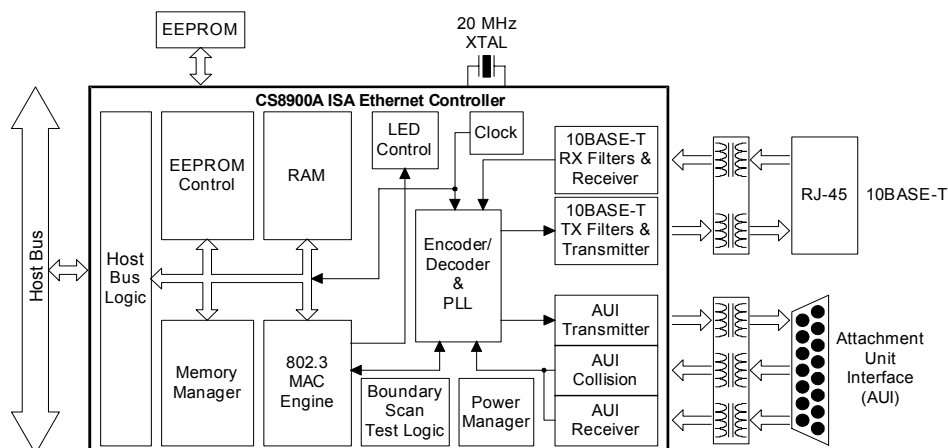 EEPROM
20 MHz
XTAL
CS8900A ISA Ethernet Controller
Host Bus
Host
Bus
Logic
EEPROM
Control
RAM
LED
Control
Clock
10BASE-T
RX Filters &
Receiver
10BASE-T
TX Filters &
Transmitter
RJ-45
10BASE-T
Encoder/
Decoder
&
PLL
Memory
Manager
802.3
MAC
Engine
Boundary
Scan
Test Logic
Power
Manager
AUI
Transmitter
AUI
Collision
AUI
Receiver
Attachment
Unit
Interface
(AUI)